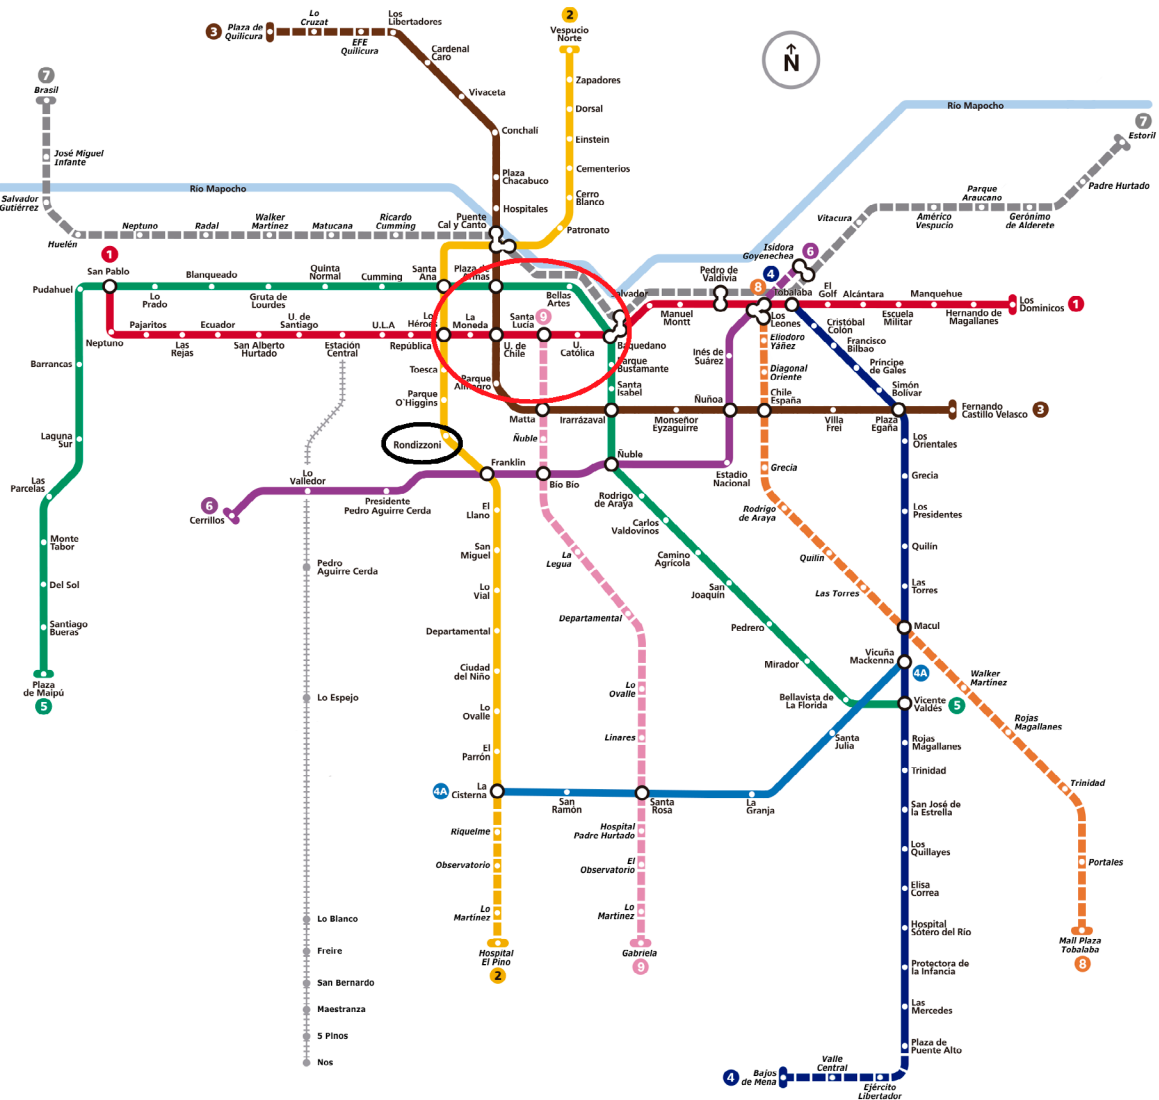 3
Plaza de
Quilicura
Lo
Cruzat
EFE
Quilicura
Los
Libertadores
Cardenal
Caro
Vivaceta
Conchalí
Plaza
Chacabuco
Hospitales
Puente
Cal y Canto
2
Vespucio
Norte
Zapadores
Dorsal
Einstein
Cementerios
Cerro
Blanco
Patronato
N
Río Mapocho
7
Estoril
Padre Hurtado
Parque
Araucano
Gerónimo
de Alderete
Américo
Vespucio
Vitacura
Isidora
Goyenechea
6
7
Brasil
José Miguel
Infante
Salvador
Gutiérrez
Huelén
Río Mapocho
Neptuno
Radal
Walker
Martínez
Matucana
Ricardo
Cumming
1
San Pablo
Pudahuel
Lo
Prado
Blanqueado
Gruta de
Lourdes
Quinta
Normal
Cumming
Santa
Ana
Plaza de
Armas
Bellas
Artes
Salvador
Pedro de
Valdivia
8
4
Tobalaba
El
Golf
Alcántara
Manquehue
Los
Dominicos
1
Manuel
Montt
Los
Leones
Escuela
Militar
Hernando de
Magallanes
Neptuno
Pajaritos
Las
Rejas
Ecuador
San Alberto
Hurtado
U. de
Santiago
Estación
Central
U.L.A
República
Los
Héroes
La
Moneda
U. de
Chile
Santa
Lucía
9
U.
Católica
Baquedano
Parque
Bustamante
Santa
Isabel
Toesca
Parque
O'Higgins
Rondizzoni
Parque
Almagro
Matta
Irarrázaval
Monseñor
Eyzaguirre
Ñuñoa
Inés de
Suárez
Eliodoro
Yáñez
Diagonal
Oriente
Chile
España
Villa
Frei
Plaza
Egaña
Fernando
Castillo Velasco
3
Cristóbal
Colón
Francisco
Bilbao
Príncipe
de Gales
Simón
Bolívar
Los
Orientales
Grecia
Los
Presidentes
Quilín
Las
Torres
Macul
Vicuña
Mackenna
4A
Vicente
Valdés
5
Barrancas
Laguna
Sur
Las
Parcelas
Monte
Tabor
Del Sol
Santiago
Bueras
Plaza
de Maipú
5
6
Cerrillos
Lo
Valledor
Presidente
Pedro Aguirre Cerda
Franklin
Bío Bío
Ñuble
Ñuble
Estadio
Nacional
Grecia
Rodrigo
de Araya
Quilín
Las Torres
Walker
Martínez
Rojas
Magallanes
Trinidad
Portales
Mall Plaza
Tobalaba
8
Rodrigo
de Araya
Carlos
Valdovinos
Camino
Agrícola
San
Joaquín
Pedrero
Mirador
Bellavista de
La Florida
El
Llano
San
Miguel
Lo
Vial
Departamental
Ciudad
del Niño
Lo
Ovalle
El
Parrón
4A
La
Cisterna
San
Ramón
Santa
Rosa
La
Granja
Santa
Julia
La
Legua
Departamental
Lo
Ovalle
Linares
Hospital
Padre Hurtado
El
Observatorio
Lo
Martínez
Gabriela
9
Riquelme
Observatorio
Lo
Martínez
Hospital
El Pino
2
Pedro
Aguirre Cerda
Lo Espejo
Lo Blanco
Freire
San Bernardo
Maestranza
5 Pinos
Nos
Rojas
Magallanes
Trinidad
San José de
la Estrella
Los
Quillayes
Elisa
Correa
Hospital
Sótero del Río
Protectora de
la Infancia
Las
Mercedes
Plaza de
Puente Alto
4
Bajos
de Mena
Valle
Central
Ejército
Libertador